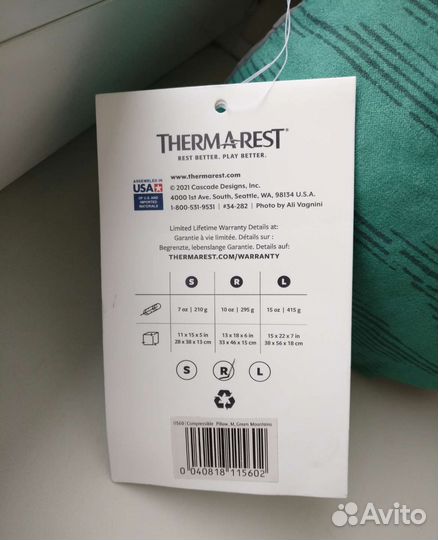 THERMAREST®
REST BETTER. PLAY BETTER.
www.thermarest.com
ASSEMBLED IN
USA
OF U.S. AND
IMPORTED
MATERIALS
© 2021 Cascade Designs, Inc.
4000 1st Ave. South, Seattle, WA, 98134 U.S.A.
1-800-531-9531 | #34-282 | Photo by Ali Vagnini
Limited Lifetime Warranty Details at:
Garantie à vie limitée. Détails sur :
Begrenzte, lebenslange Garantie. Details auf:
THERMAREST.COM/WARRANTY
S R L
7 oz | 210 g 10 oz | 295 g 15 oz | 415 g
11 x 15 x 5 in 13 x 18 x 6 in 15 x 22 x 7 in
28 x 38 x 13 cm 33 x 46 x 15 cm 38 x 56 x 18 cm
S R L
11560 | Compressible Pillow, M, Green Mountains
0 040818 115602
Avito